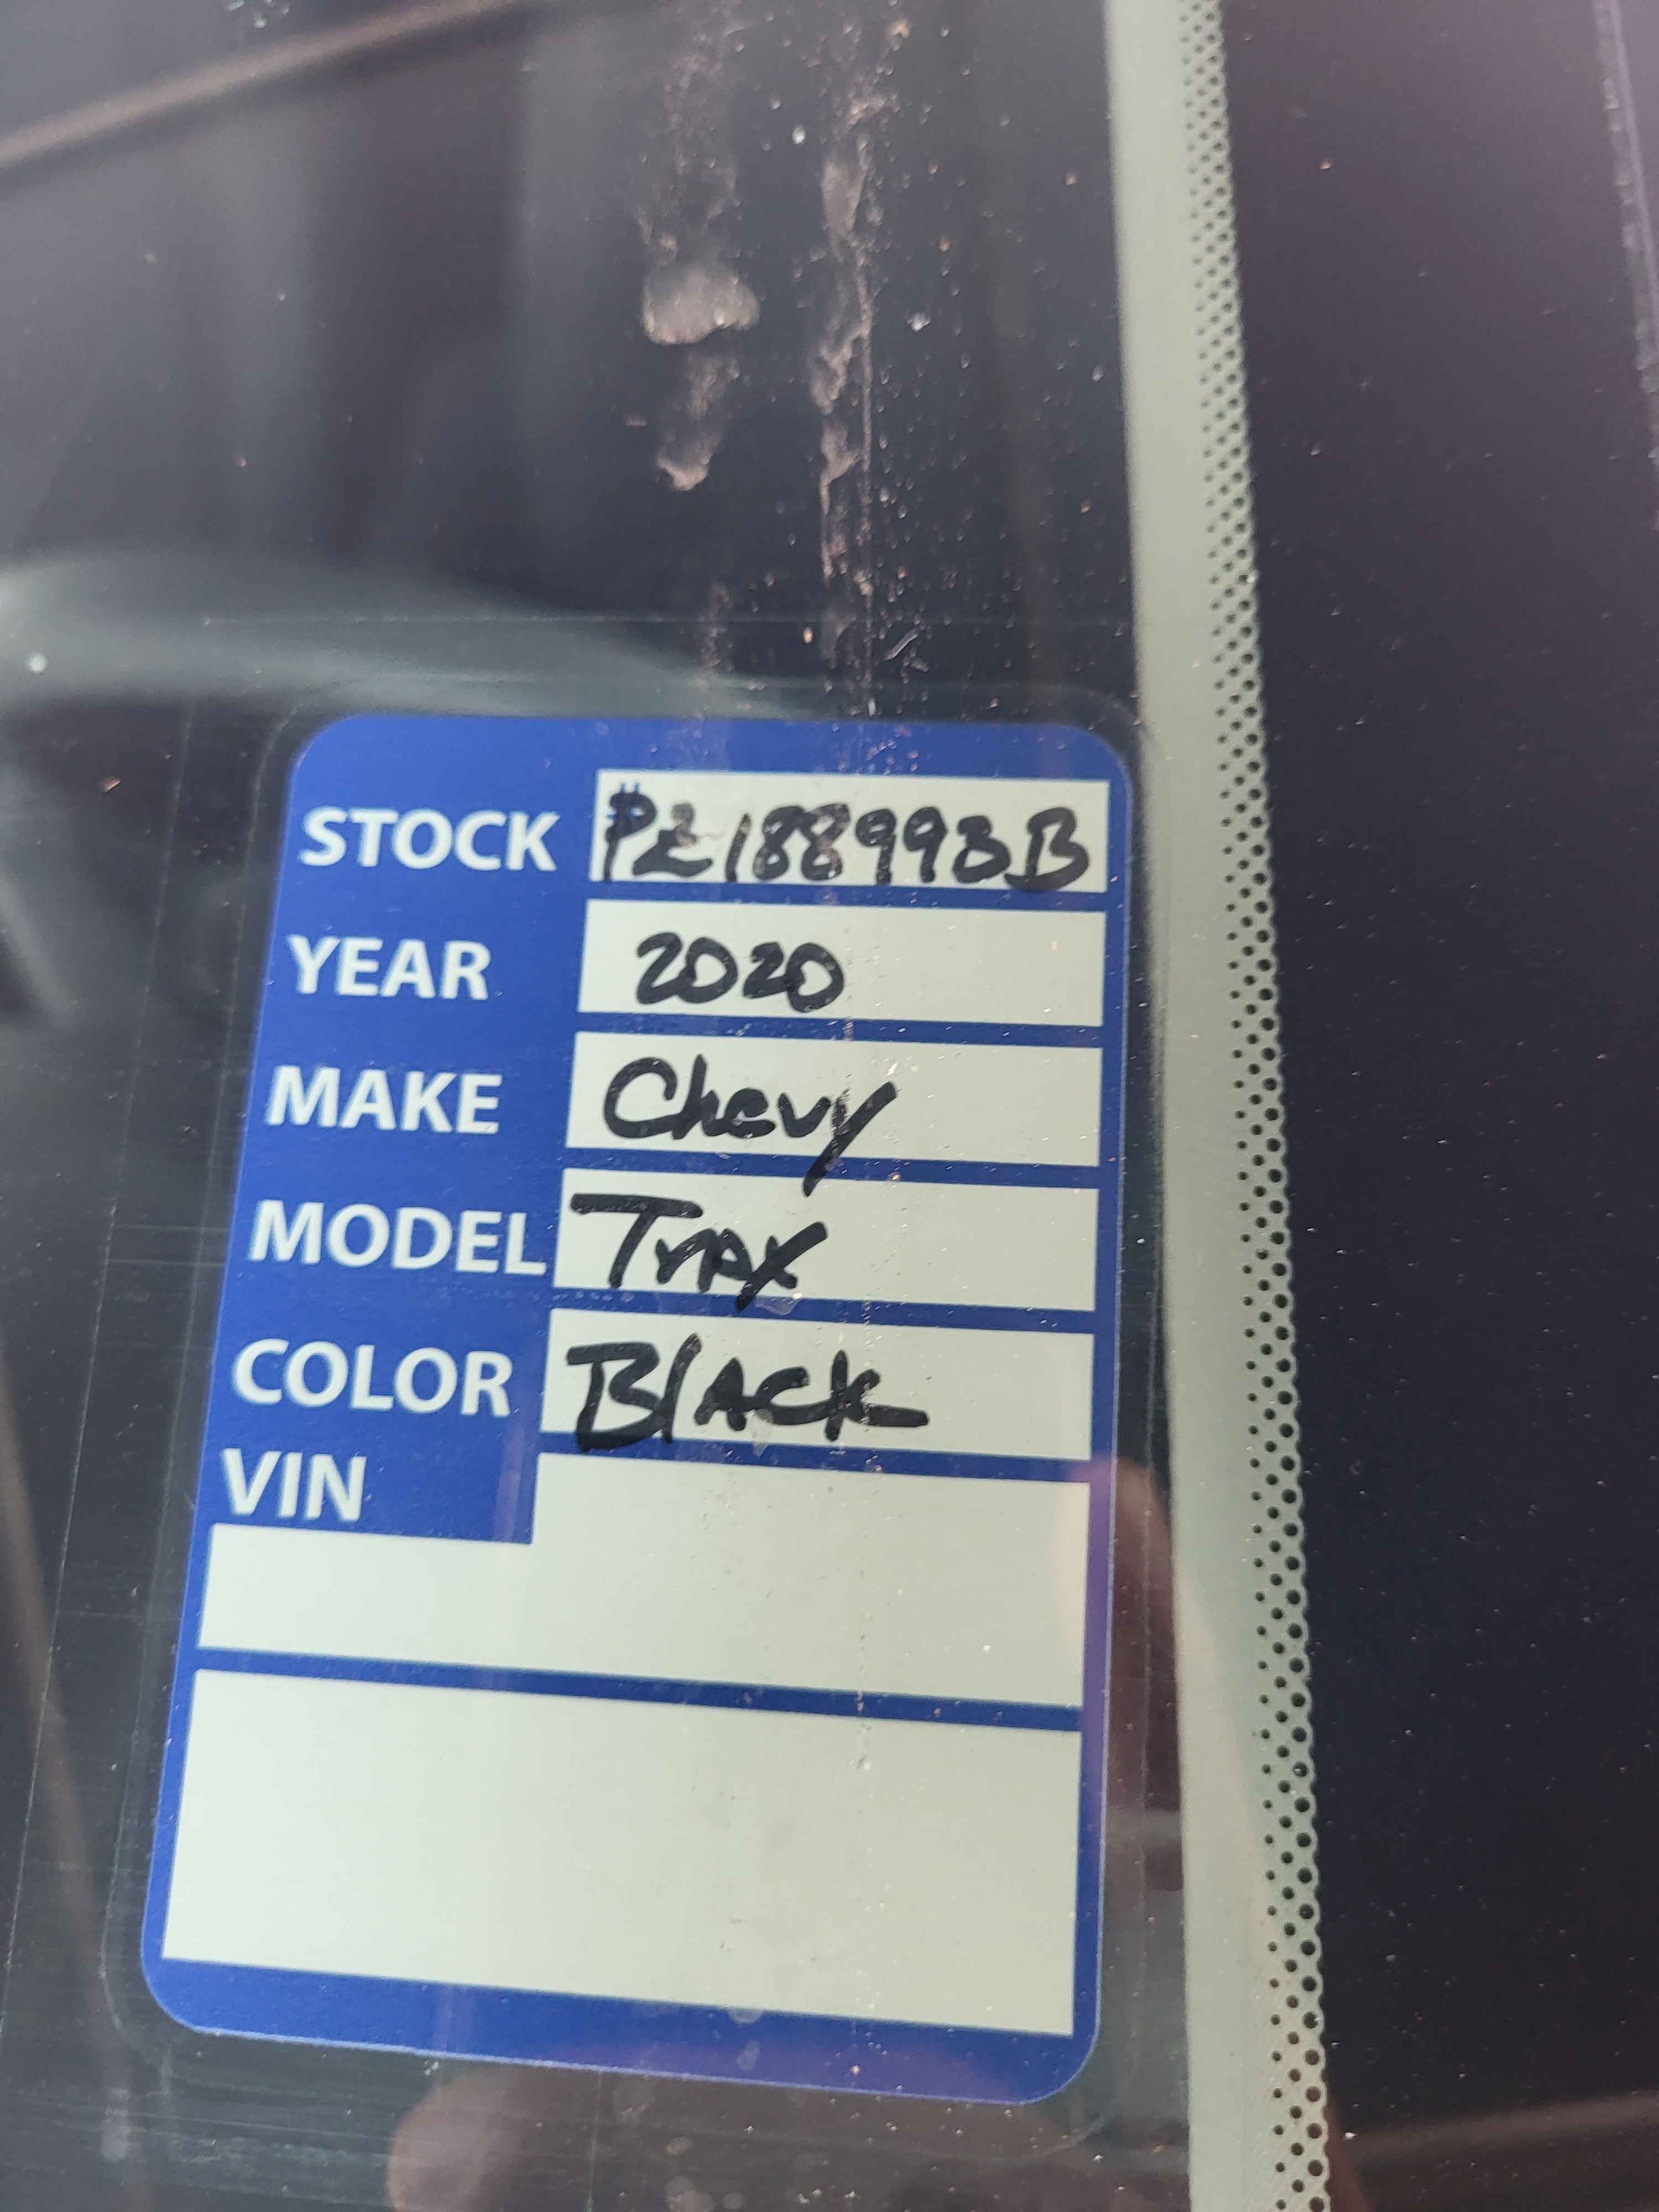 STOCK #P2188993B
YEAR 2020
MAKE Chevy
MODEL Trax
COLOR Black
VIN